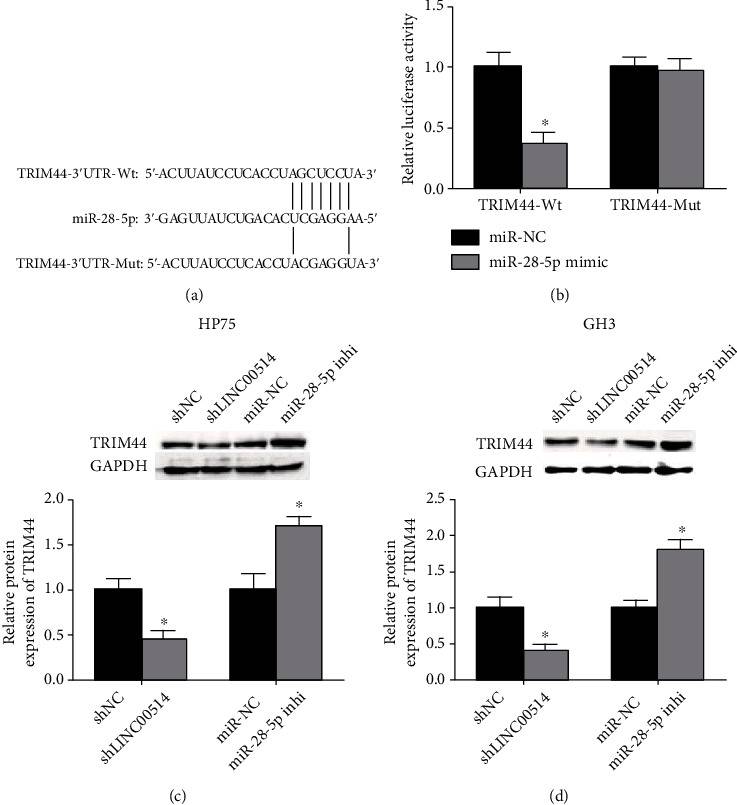 TRIM44-3′UTR-Wt: 5′-ACUUAUCCUCACCUAGCUCCUA-3′
miR-28-5p: 3′-GAGUUAUCUGACACUCGAGGAA-5′
TRIM44-3′UTR-Mut: 5′-ACUUAUCCUCACCUACGAGGUA-3′
(a)
Relative luciferase activity
1.5
1.0
0.5
0.0
*
TRIM44-Wt TRIM44-Mut
miR-NC
miR-28-5p mimic
(b)
HP75
shNC shLINC00514 miR-NC miR-28-5p inhi
TRIM44
GAPDH
Relative protein
expression of TRIM44
2.0
1.5
1.0
0.5
0.0
* *
shNC shLINC00514 miR-NC miR-28-5p inhi
(c)
GH3
shNC shLINC00514 miR-NC miR-28-5p inhi
TRIM44
GAPDH
Relative protein
expression of TRIM44
2.5
2.0
1.5
1.0
0.5
0.0
* *
shNC shLINC00514 miR-NC miR-28-5p inhi
(d)